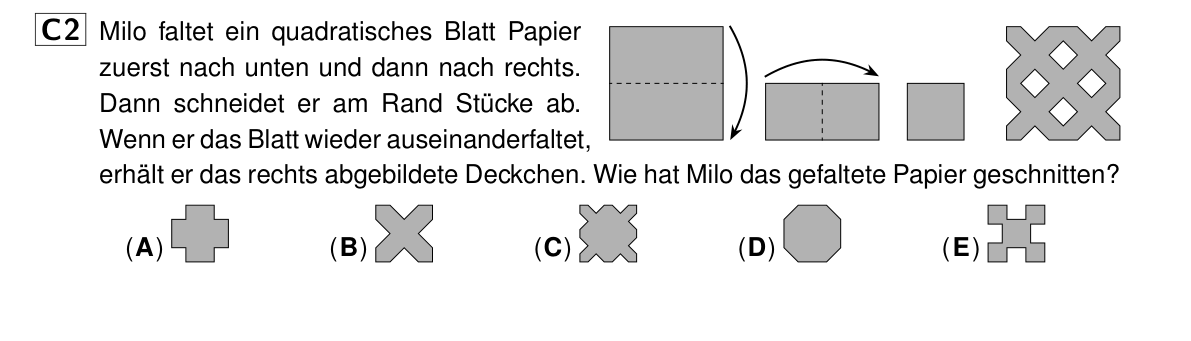 C2 Milo faltet ein quadratisches Blatt Papier
zuerst nach unten und dann nach rechts.
Dann schneidet er am Rand Stücke ab.
Wenn er das Blatt wieder auseinanderfaltet,
erhält er das rechts abgebildete Deckchen. Wie hat Milo das gefaltete Papier geschnitten?
(A) (B) (C) (D) (E)